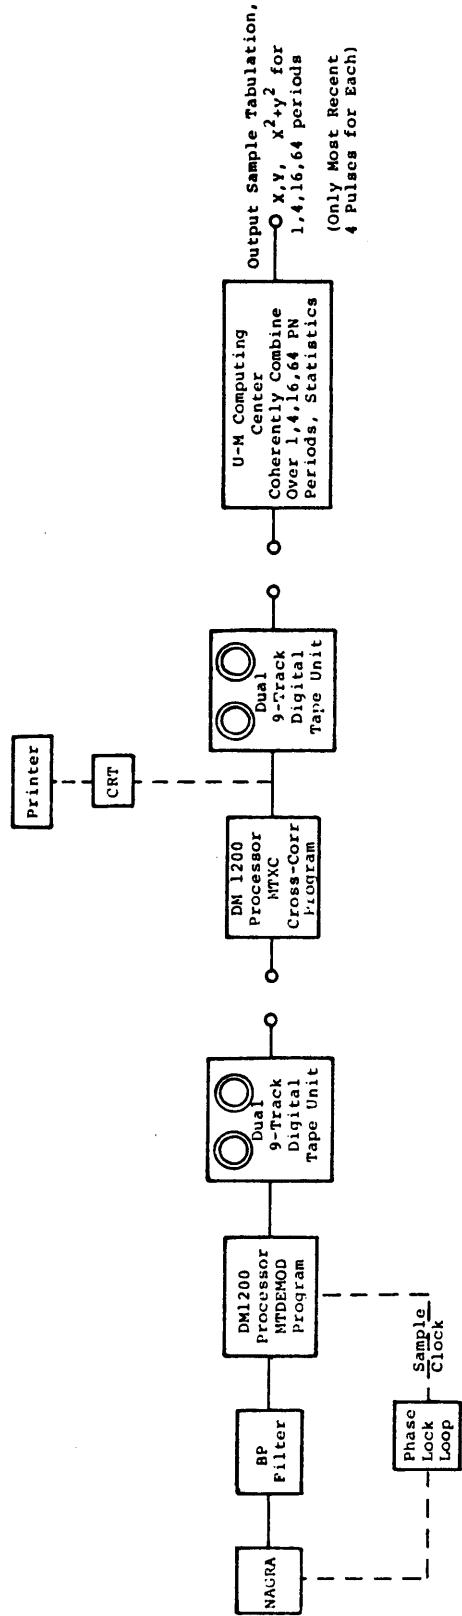 NAGRA
BP
Filter
Phase
Lock
Loop
Sample
Clock
DM1200
Processor
MTDEMOD
Program
Dual
9-Track
Digital
Tape Unit
DM 1200
Processor
MTXC
Cross-Corr
Program
Printer
CRT
Dual
9-Track
Digital
Tape Unit
U-M Computing
Center
Coherently Combine
Over 1,4,16,64 PN
Periods, Statistics
Output Sample Tabulation,
X,Y, X²+y² for
1,4,16,64 periods
(Only Most Recent
4 Pulses for Each)